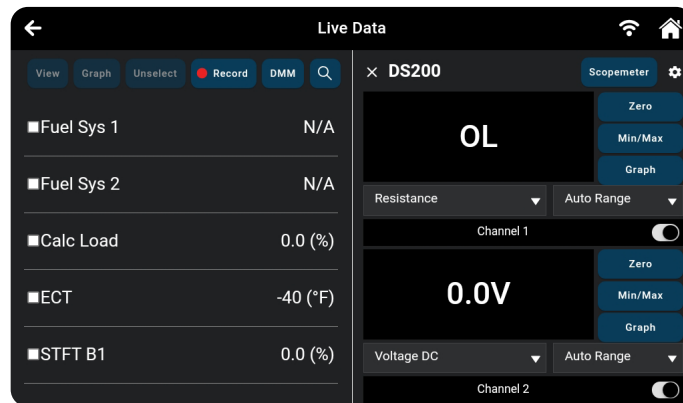 Live Data
View Graph Unselect Record DMM
Fuel Sys 1 N/A
Fuel Sys 2 N/A
Calc Load 0.0 (%)
ECT -40 (°F)
STFT B1 0.0 (%)
× DS200 Scopemeter
OL
Zero
Min/Max
Graph
Resistance Auto Range
Channel 1
0.0V
Zero
Min/Max
Graph
Voltage DC Auto Range
Channel 2